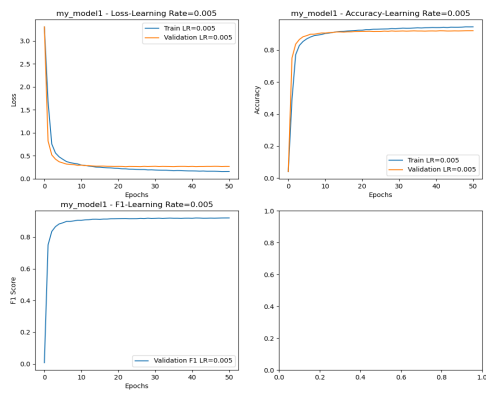 my_model1 - Loss-Learning Rate=0.005
Loss
3.0
2.5
2.0
1.5
1.0
0.5
0.0
Train LR=0.005
Validation LR=0.005
0 10 20 30 40 50
Epochs
my_model1 - Accuracy-Learning Rate=0.005
Accuracy
0.8
0.6
0.4
0.2
0.0
Train LR=0.005
Validation LR=0.005
0 10 20 30 40 50
Epochs
my_model1 - F1-Learning Rate=0.005
F1 Score
0.8
0.6
0.4
0.2
0.0
Validation F1 LR=0.005
0 10 20 30 40 50
Epochs
1.0
0.8
0.6
0.4
0.2
0.0
0.0 0.2 0.4 0.6 0.8 1.0